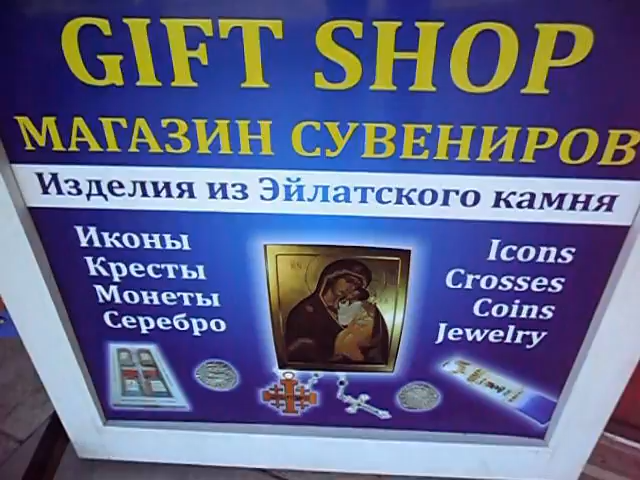 GIFT SHOP
МАГАЗИН СУВЕНИРОВ
Изделия из Эйлатского камня
Иконы
Кресты
Монеты
Серебро
Icons
Crosses
Coins
Jewelry